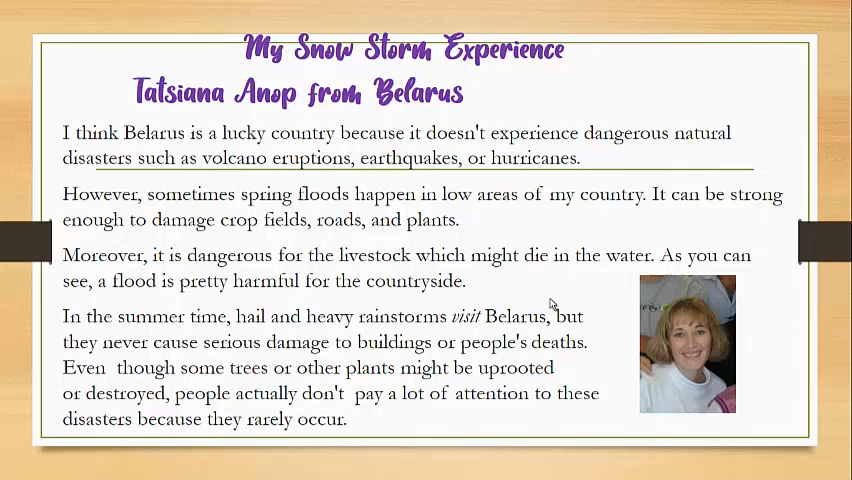 My Snow Storm Experience
Tatsiana Anop from Belarus
I think Belarus is a lucky country because it doesn't experience dangerous natural
disasters such as volcano eruptions, earthquakes, or hurricanes.
However, sometimes spring floods happen in low areas of my country. It can be strong
enough to damage crop fields, roads, and plants.
Moreover, it is dangerous for the livestock which might die in the water. As you can
see, a flood is pretty harmful for the countryside.
In the summer time, hail and heavy rainstorms visit Belarus, but
they never cause serious damage to buildings or people's deaths.
Even though some trees or other plants might be uprooted
or destroyed, people actually don't pay a lot of attention to these
disasters because they rarely occur.